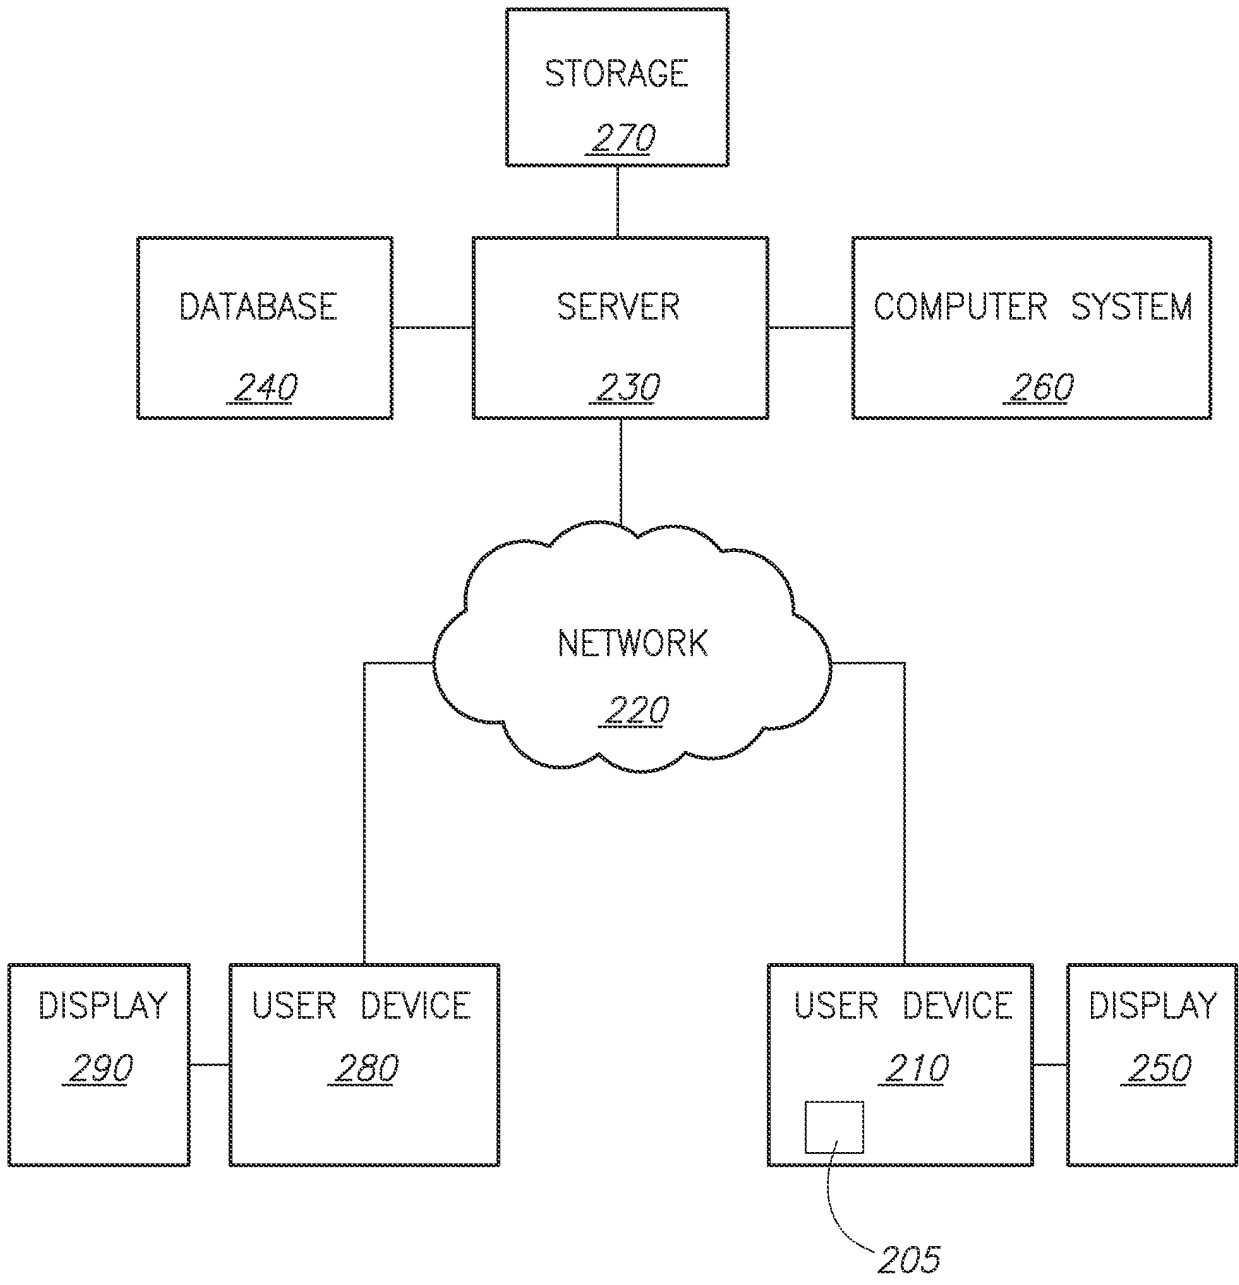 STORAGE
270
DATABASE
240
SERVER
230
COMPUTER SYSTEM
260
NETWORK
220
DISPLAY
290
USER DEVICE
280
USER DEVICE
210
DISPLAY
250
205